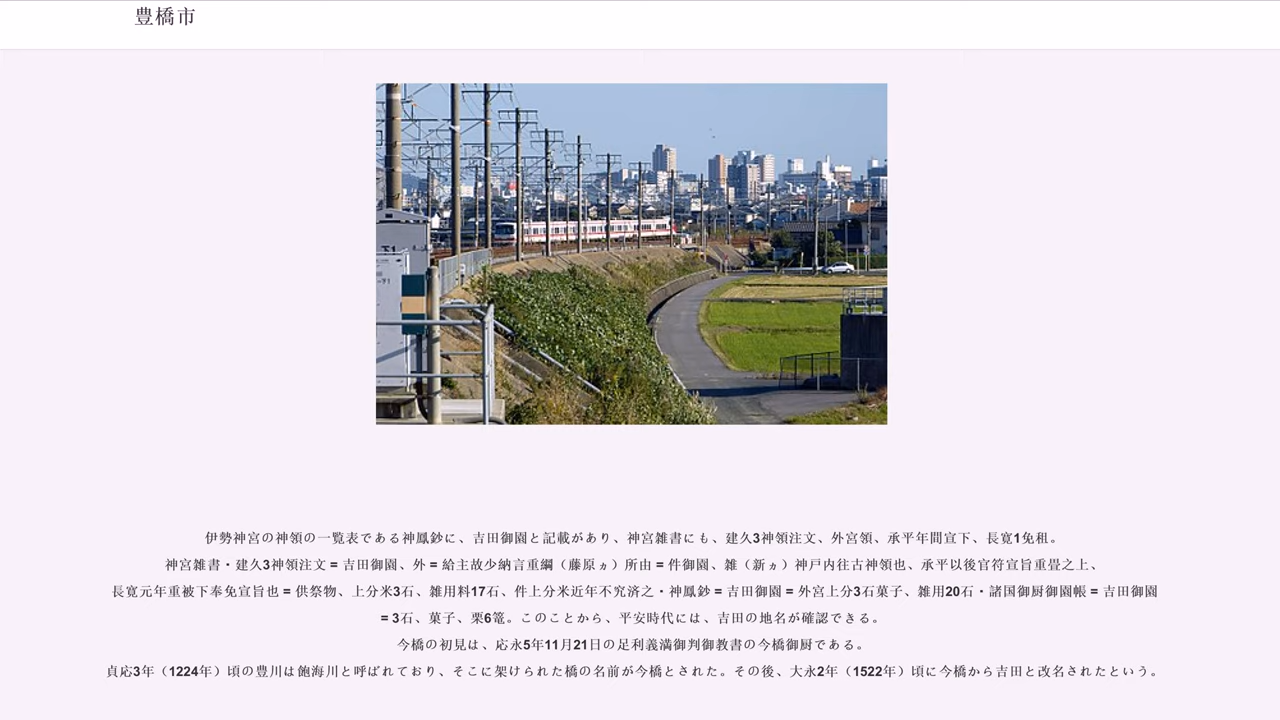 豊橋市
伊勢神宮の神領の一覧表である神鳳鈔に、吉田御園と記載があり、神宮雑書にも、建久3神領注文、外宮領、承平年間宣下、長寛1免租。
神宮雑書・建久3神領注文 = 吉田御園、外 = 給主故少納言重綱（藤原ヵ）所由 = 件御園、雑（新ヵ）神戸内往古神領也、承平以後官符宣旨重畳之上、
長寛元年重被下奉免宣旨也 = 供祭物、上分米3石、雑用料17石、件上分米近年不究済之・神鳳鈔 = 吉田御園 = 外宮上分3石菓子、雑用20石・諸国御厨御園帳 = 吉田御園
= 3石、菓子、栗6篭。このことから、平安時代には、吉田の地名が確認できる。
今橋の初見は、応永5年11月21日の足利義満御判御教書の今橋御厨である。
貞応3年（1224年）頃の豊川は飽海川と呼ばれており、そこに架けられた橋の名前が今橋とされた。その後、大永2年（1522年）頃に今橋から吉田と改名されたという。